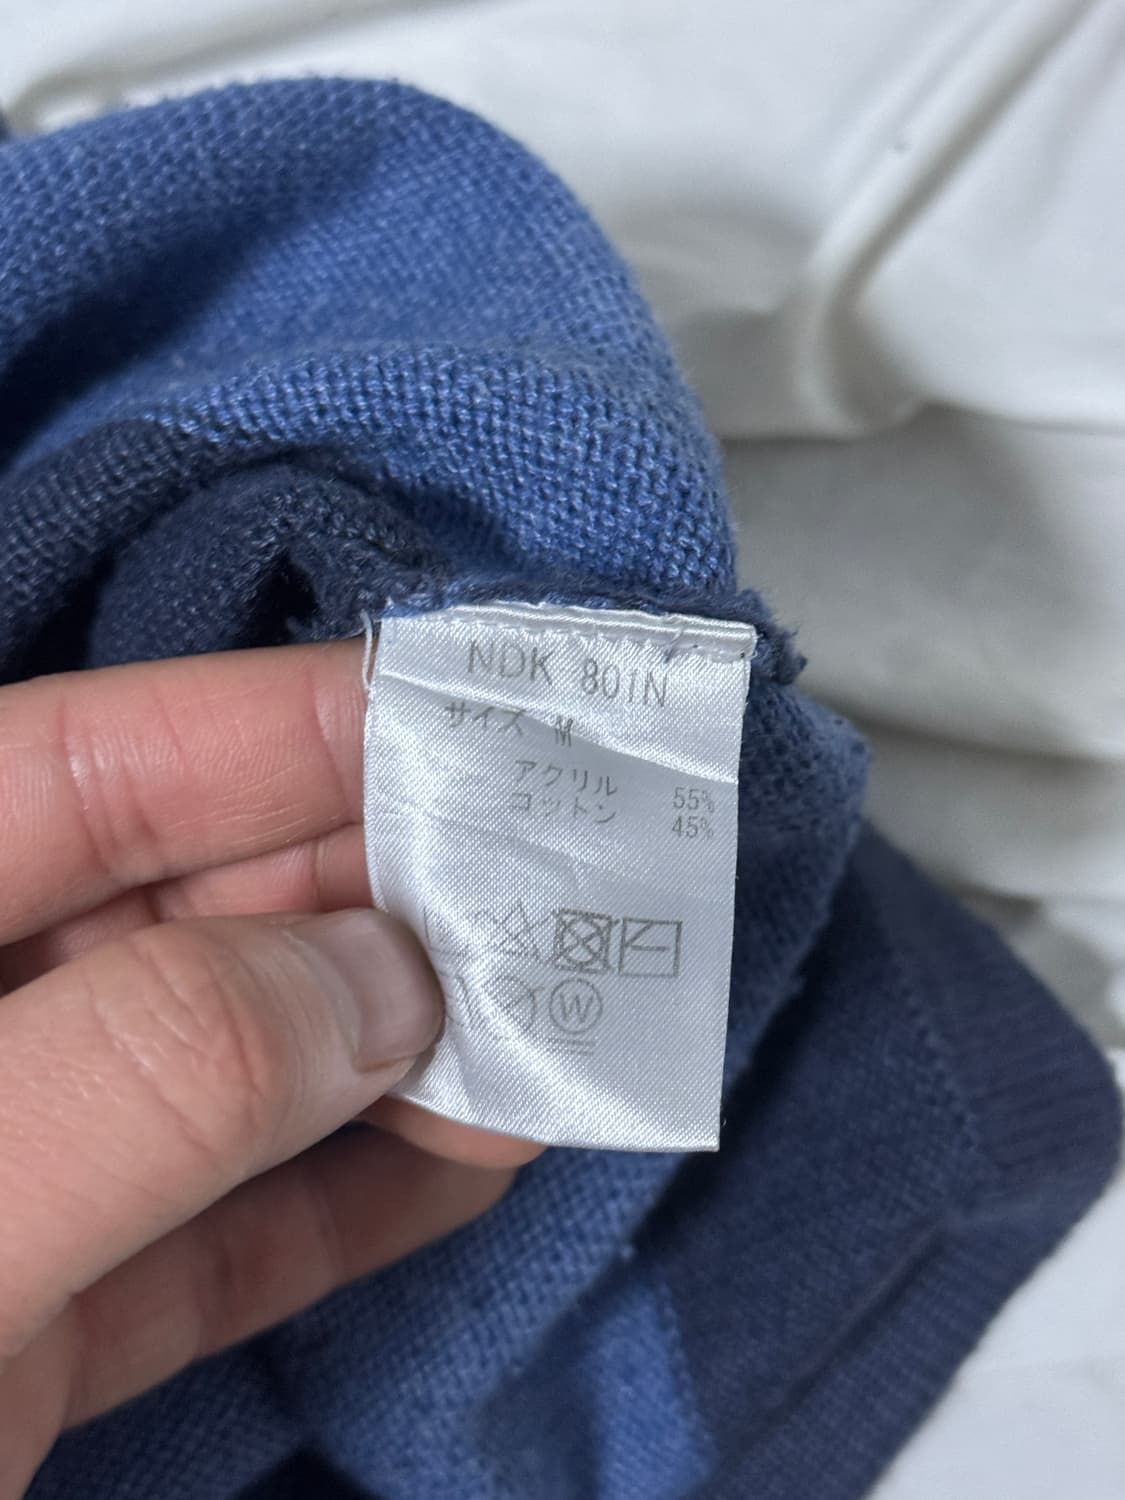 NDK 801N
サイズ M
アクリル 55%
コットン 45%
W